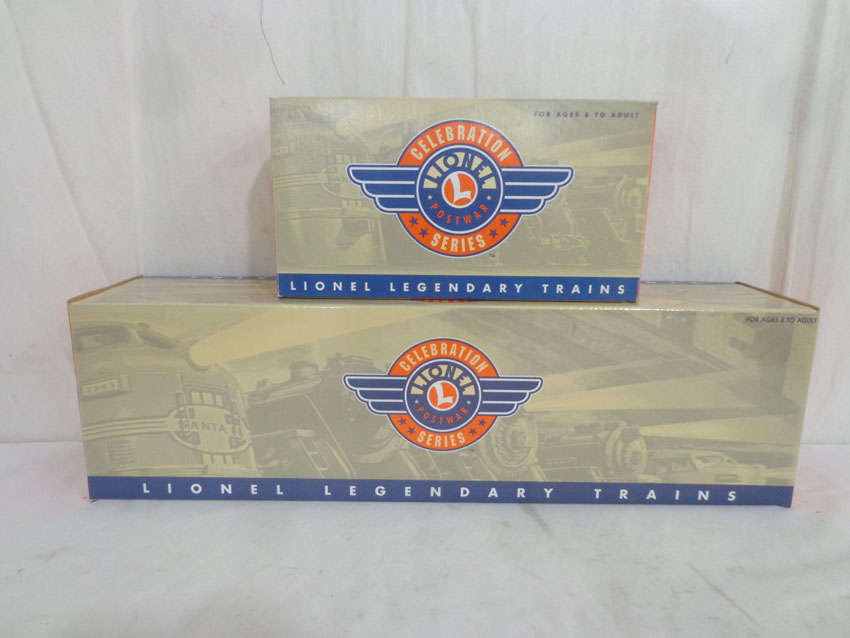 FOR AGES 8 TO ADULT
CELEBRATION
LIONEL
L
POSTWAR
SERIES
LIONEL LEGENDARY TRAINS
FOR AGES 8 TO ADULT
CELEBRATION
LIONEL
L
POSTWAR
SERIES
2343
SANTA
LIONEL LEGENDARY TRAINS